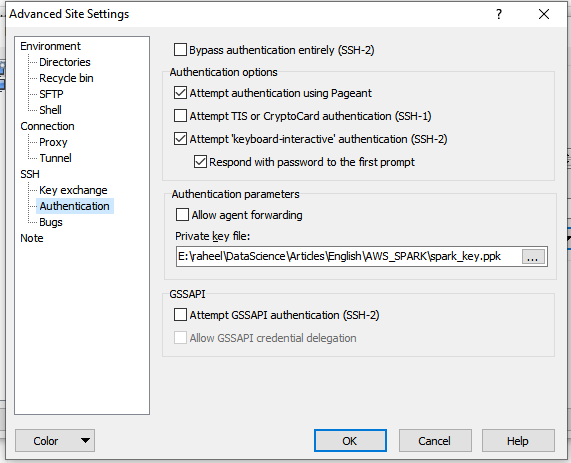 Advanced Site Settings
?
Environment
Directories
Recycle bin
SFTP
Shell
Connection
Proxy
Tunnel
SSH
Key exchange
Authentication
Bugs
Note
Bypass authentication entirely (SSH-2)
Authentication options
Attempt authentication using Pageant
Attempt TIS or CryptoCard authentication (SSH-1)
Attempt 'keyboard-interactive' authentication (SSH-2)
Respond with password to the first prompt
Authentication parameters
Allow agent forwarding
Private key file:
E:\raheel\DataScience\Articles\English\AWS_SPARK\spark_key.ppk
...
GSSAPI
Attempt GSSAPI authentication (SSH-2)
Allow GSSAPI credential delegation
Color
OK
Cancel
Help